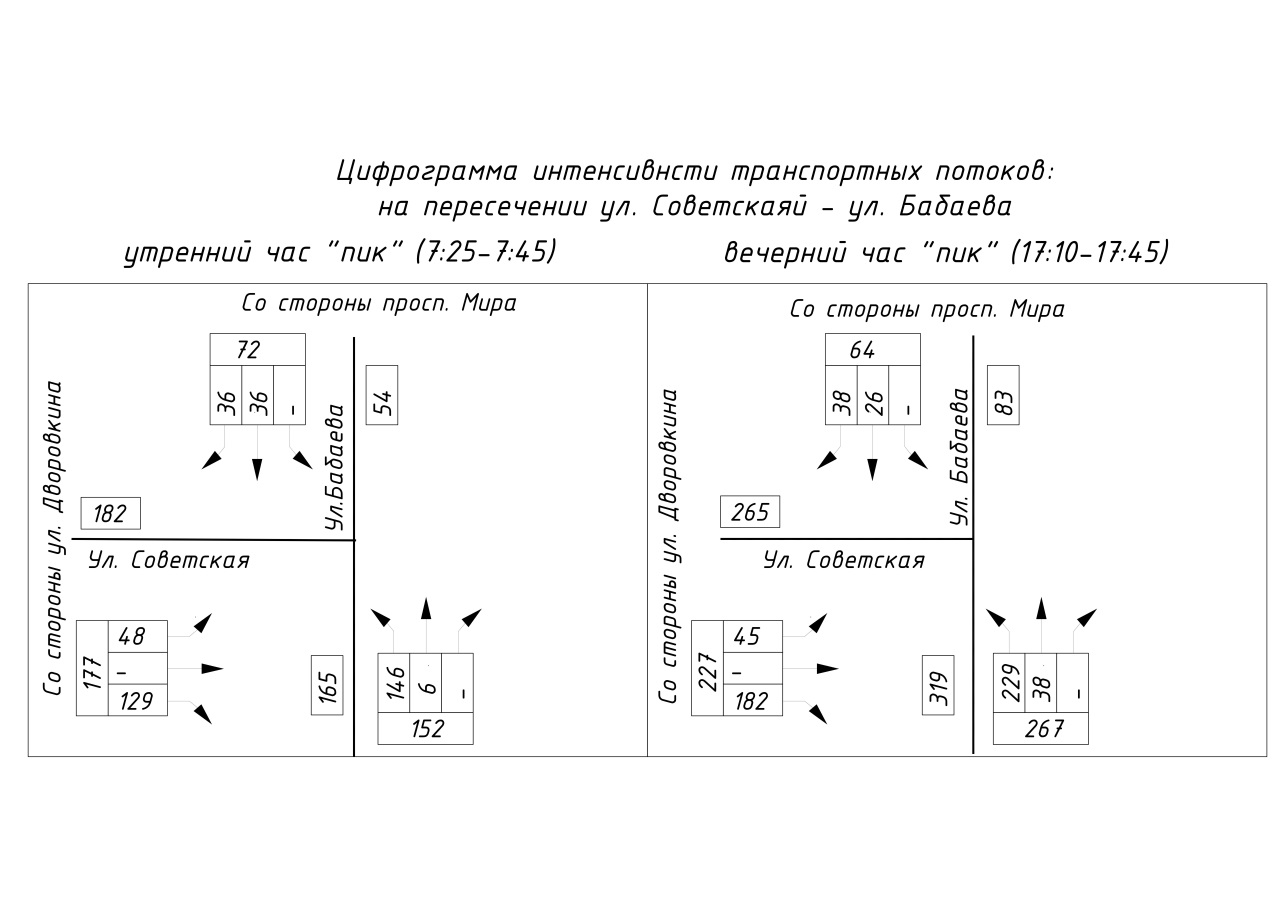 Цифрограмма интенсивнсти транспортных потоков:
на пересечении ул. Советскаяй - ул. Бабаева
утренний час "пик" (7:25-7:45)
вечерний час "пик" (17:10-17:45)
Со стороны просп. Мира
72
36
36
-
54
Ул.Бабаева
Со стороны ул. Дворовкина
182
Ул. Советская
177
48
-
129
165
146
6
-
152
Со стороны просп. Мира
64
38
26
-
83
Ул. Бабаева
Со стороны ул. Дворовкина
265
Ул. Советская
227
45
-
182
319
229
38
-
267